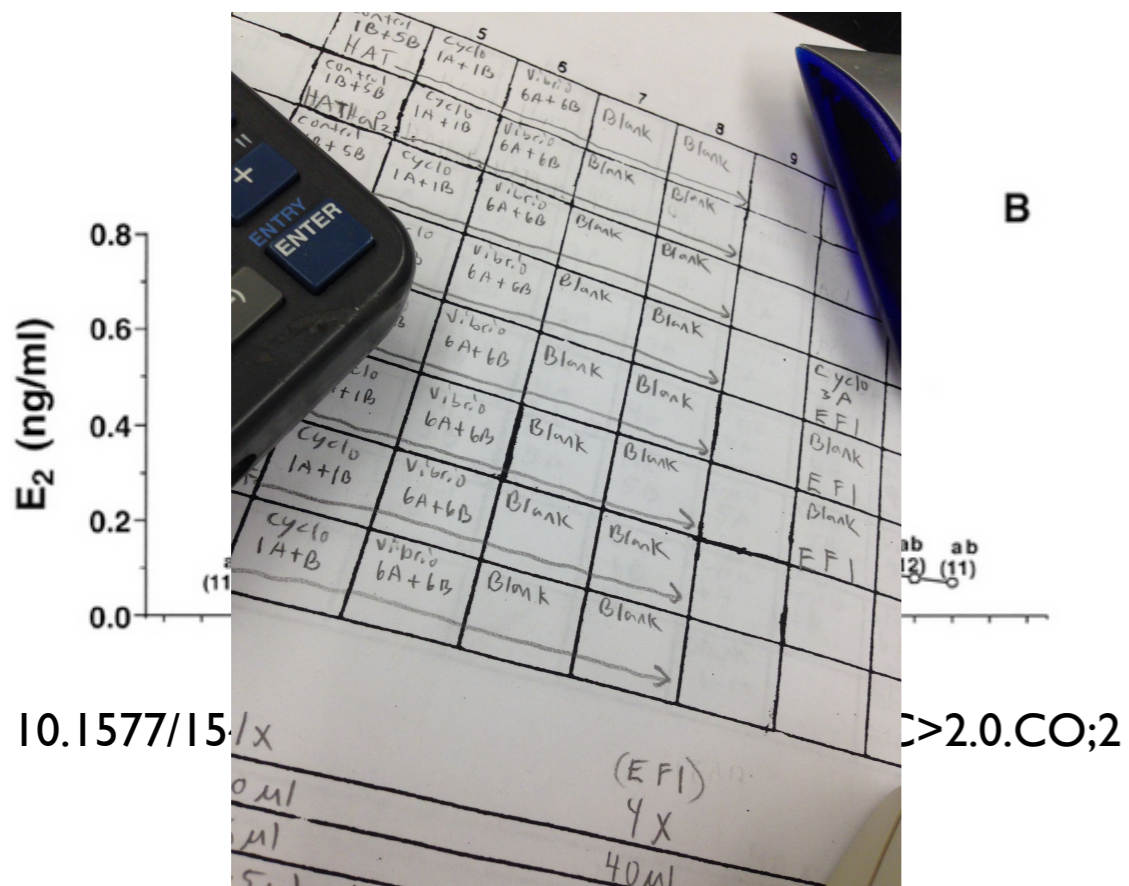 B
0.8
0.6
0.4
0.2
0.0
E₂ (ng/ml)
ab
ab
(11)
10.1577/15
C>2.0.CO;2
+
ENTRY
ENTER
5
6
7
8
9
control
1B+5B
HAT
cyclo
1A+1B
Vibrio
6A+6B
Blank
Blank
control
1B+5B
HATHaP2
cyclo
1A+1B
Vibrio
6A+6B
Blank
Blank
control
+5B
cyclo
1A+1B
Vibrio
6A+6B
Blank
Blank
Vibrio
6A+6B
Blank
Blank
Cyclo
3A
EF1
Vibrio
6A+6B
Blank
Blank
Blank
EF1
+1B
Vibrio
6A+6B
Blank
Blank
Blank
EF1
cyclo
1A+1B
Vibrio
6A+6B
Blank
Blank
cyclo
1A+B
Vibrio
6A+6B
Blank
Blank
(EF1)
4X
40µl